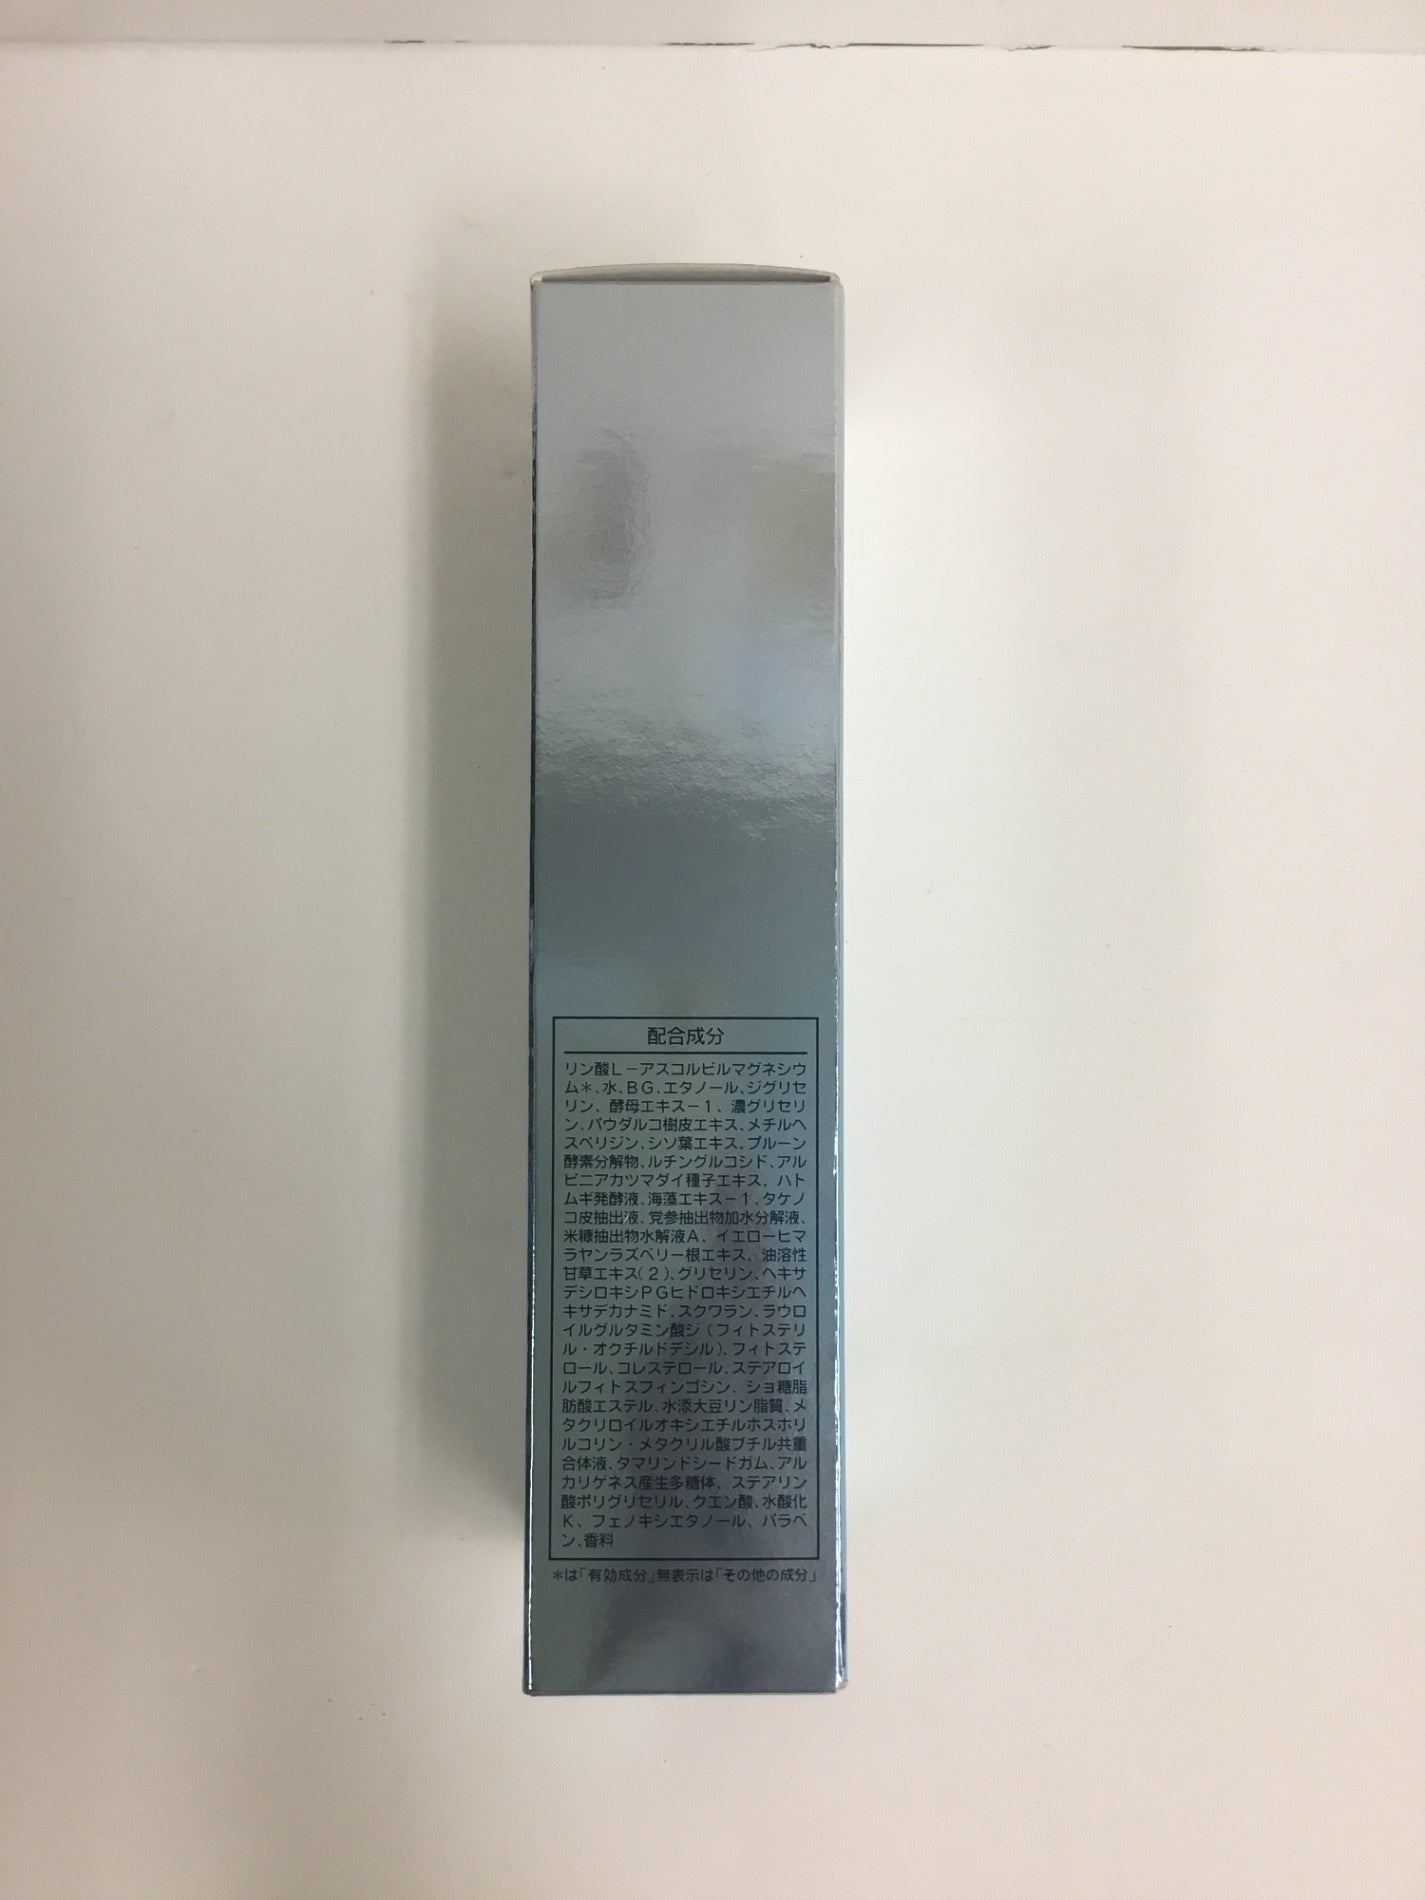 配合成分
リン酸L－アスコルビルマグネシウ
ム＊、水、BG、エタノール、ジグリセ
リン、酵母エキス－1、濃グリセリ
ン、パウダルコ樹皮エキス、メチルヘ
スペリジン、シソ葉エキス、プルーン
酵素分解物、ルチングルコシド、アル
ピニアカツマダイ種子エキス、ハト
ムギ発酵液、海藻エキス－1、タケノ
コ皮抽出液、党参抽出物加水分解液、
米糠抽出物水解液A、イエローヒマ
ラヤンラズベリー根エキス、油溶性
甘草エキス(2)、グリセリン、ヘキサ
デシロキシPGヒドロキシエチルヘ
キサデカナミド、スクワラン、ラウロ
イルグルタミン酸ジ（フィトステリ
ル・オクチルドデシル）、フィトステ
ロール、コレステロール、ステアロイ
ルフィトスフィンゴシン、ショ糖脂
肪酸エステル、水添大豆リン脂質、メ
タクリロイルオキシエチルホスホリ
ルコリン・メタクリル酸ブチル共重
合体液、タマリンドシードガム、アル
カリゲネス産生多糖体、ステアリン
酸ポリグリセリル、クエン酸、水酸化
K、フェノキシエタノール、パラベ
ン、香料
＊は「有効成分」無表示は「その他の成分」